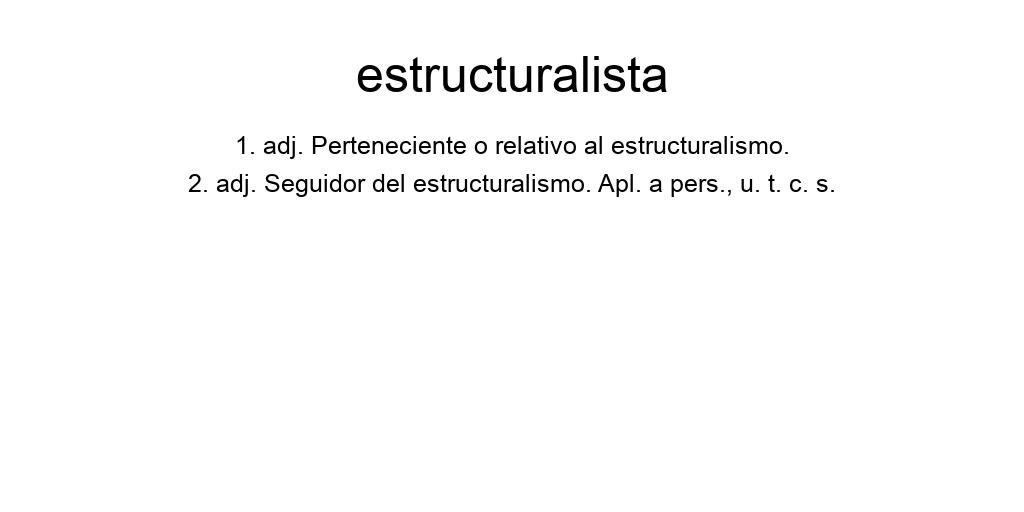 estructuralista
1. adj. Perteneciente o relativo al estructuralismo.
2. adj. Seguidor del estructuralismo. Apl. a pers., u. t. c. s.